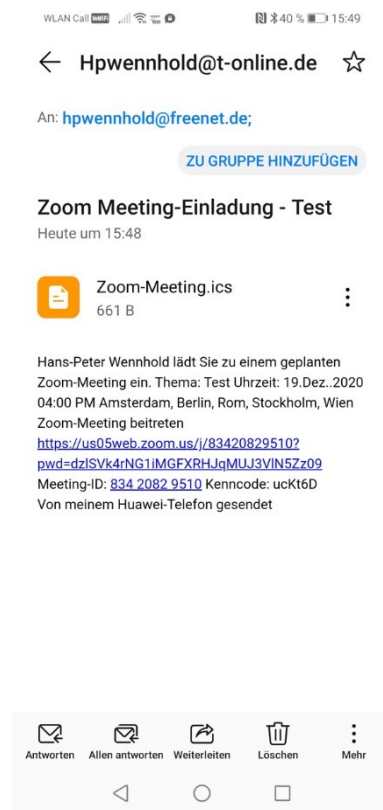 WLAN Call WiFi 40 % 15:49
Hpwennhold@t-online.de
An: hpwennhold@freenet.de;
ZU GRUPPE HINZUFÜGEN
Zoom Meeting-Einladung - Test
Heute um 15:48
Zoom-Meeting.ics
661 B
Hans-Peter Wennhold lädt Sie zu einem geplanten
Zoom-Meeting ein. Thema: Test Uhrzeit: 19.Dez..2020
04:00 PM Amsterdam, Berlin, Rom, Stockholm, Wien
Zoom-Meeting beitreten
https://us05web.zoom.us/j/83420829510?
pwd=dzlSVk4rNG1iMGFXRHJqMUJ3VlN5Zz09
Meeting-ID: 834 2082 9510 Kenncode: ucKt6D
Von meinem Huawei-Telefon gesendet
Antworten Allen antworten Weiterleiten Löschen Mehr